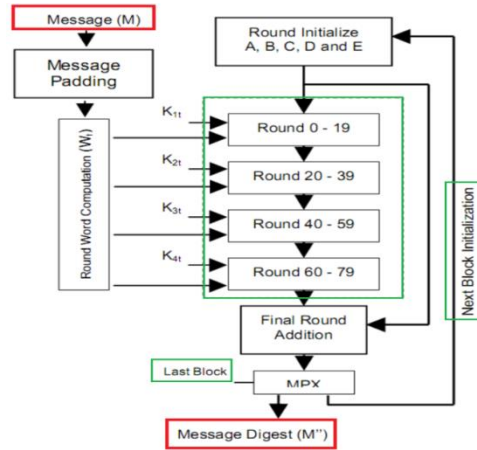 Message (M)
Message
Padding
Round Word Computation (Wt)
Round Initialize
A, B, C, D and E
K1t
Round 0 - 19
K2t
Round 20 - 39
K3t
Round 40 - 59
K4t
Round 60 - 79
Final Round
Addition
Last Block
MPX
Message Digest (M'')
Next Block Initialization